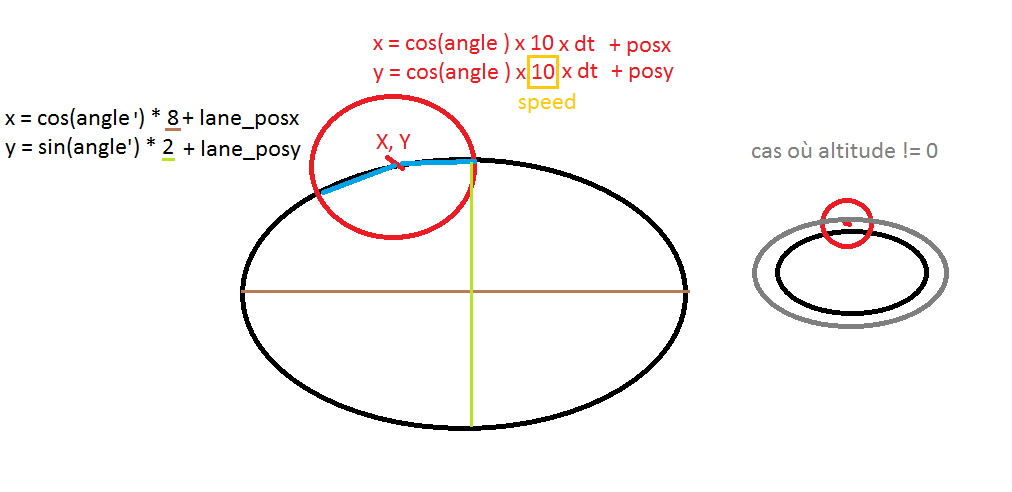 x = cos(angle ) x 10 x dt + posx
y = cos(angle ) x 10 x dt + posy
speed
x = cos(angle') * 8 + lane_posx
y = sin(angle') * 2 + lane_posy
X, Y
cas où altitude != 0